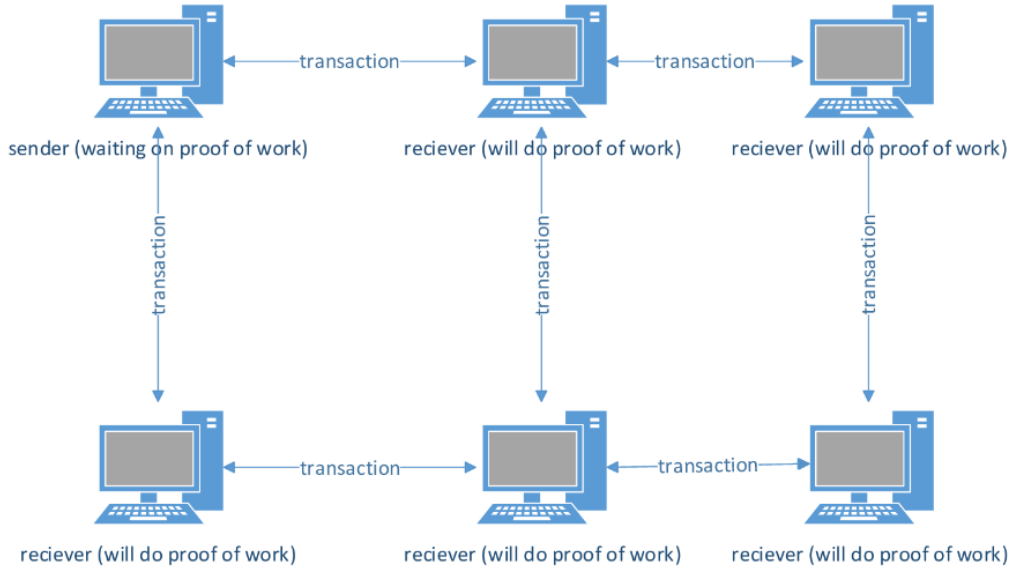 transaction
transaction
sender (waiting on proof of work)
reciever (will do proof of work)
reciever (will do proof of work)
transaction
transaction
transaction
transaction
transaction
reciever (will do proof of work)
reciever (will do proof of work)
reciever (will do proof of work)